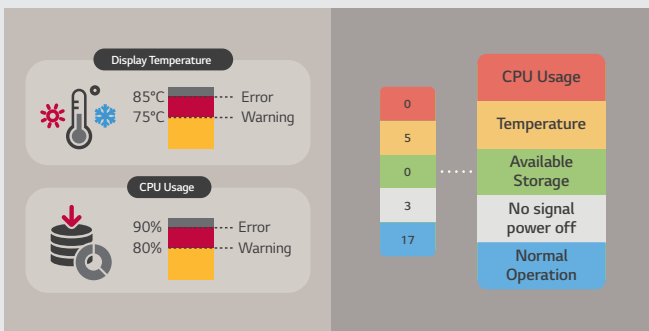 Display Temperature
85°C
Error
75°C
Warning
CPU Usage
90%
Error
80%
Warning
0
5
0
3
17
CPU Usage
Temperature
Available
Storage
No signal
power off
Normal
Operation